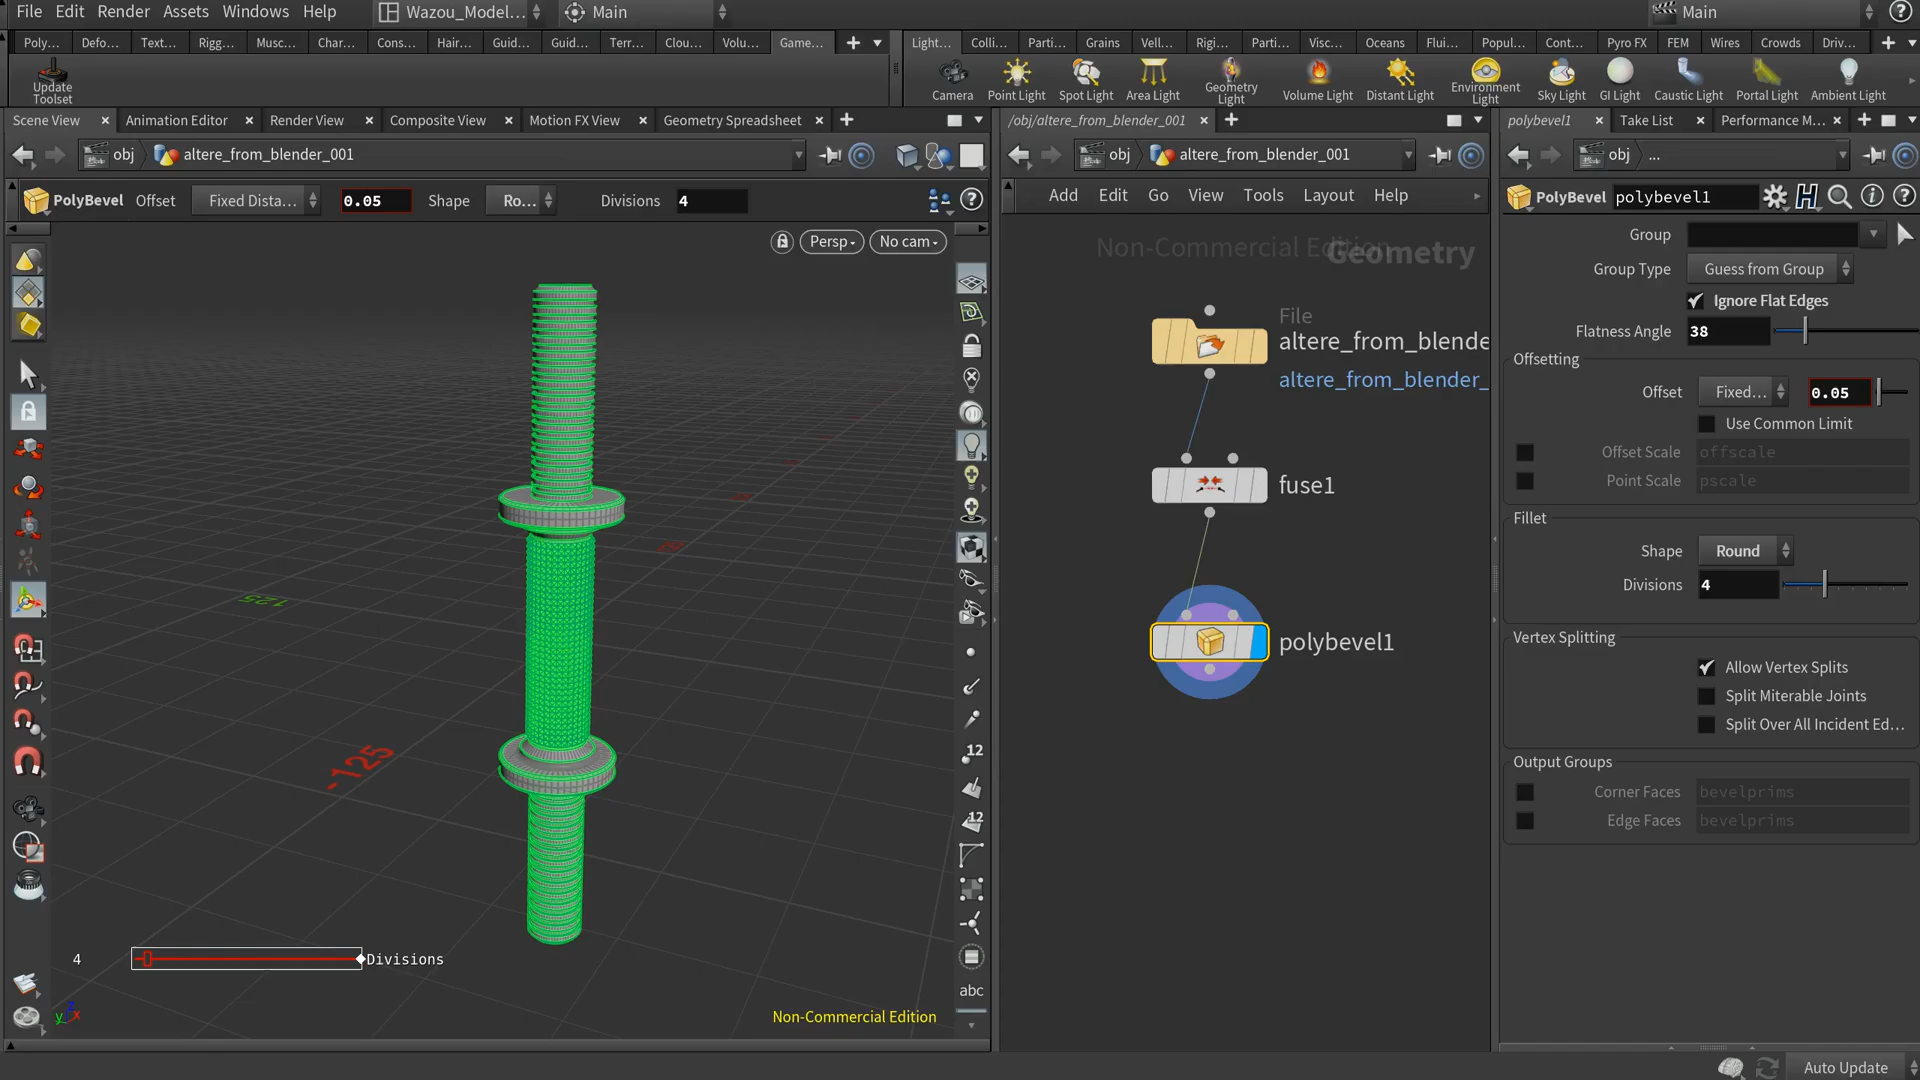 File Edit Render Assets Windows Help Wazou_Model... Main Main
Poly... Defo... Text... Rigg... Musc... Char... Cons... Hair... Guid... Guid... Terr... Clou... Volu... Game...
Light... Colli... Parti... Grains Vell... Rigi... Parti... Visc... Oceans Flui... Popul... Cont... Pyro FX FEM Wires Crowds Driv...
Update
Toolset
Camera Point Light Spot Light Area Light Geometry
Light Volume Light Distant Light Environment
Light Sky Light GI Light Caustic Light Portal Light Ambient Light
Scene View Animation Editor Render View Composite View Motion FX View Geometry Spreadsheet
/obj/altere_from_blender_001
polybevel1 Take List Performance M...
obj altere_from_blender_001
obj altere_from_blender_001
obj ...
PolyBevel Offset Fixed Dista... 0.05 Shape Ro... Divisions 4
Add Edit Go View Tools Layout Help
PolyBevel polybevel1
Persp No cam
Non-Commercial Edition
Geometry
File
altere_from_blende
altere_from_blender_
fuse1
polybevel1
Group
Group Type Guess from Group
Ignore Flat Edges
Flatness Angle 38
Offsetting
Offset Fixed... 0.05
Use Common Limit
Offset Scale offscale
Point Scale pscale
Fillet
Shape Round
Divisions 4
Vertex Splitting
Allow Vertex Splits
Split Miterable Joints
Split Over All Incident Ed...
Output Groups
Corner Faces bevelprims
Edge Faces bevelprims
125
-125
12
12
abc
4 Divisions
y z x
Non-Commercial Edition
Auto Update